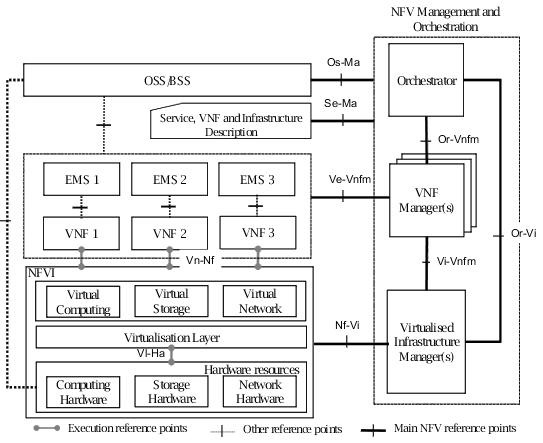 NFV Management and
Orchestration
Os-Ma
OSS/BSS
Orchestrator
Se-Ma
Service, VNF and Infrastructure
Description
Or-Vnfm
EMS 1
EMS 2
EMS 3
Ve-Vnfm
VNF
Manager(s)
VNF 1
VNF 2
VNF 3
Or-Vi
Vn-Nf
Vi-Vnfm
NFVI
Virtual
Computing
Virtual
Storage
Virtual
Network
Virtualisation Layer
Nf-Vi
Virtualised
Infrastructure
Manager(s)
Vl-Ha
Hardware resources
Computing
Hardware
Storage
Hardware
Network
Hardware
Execution reference points
Other reference points
Main NFV reference points